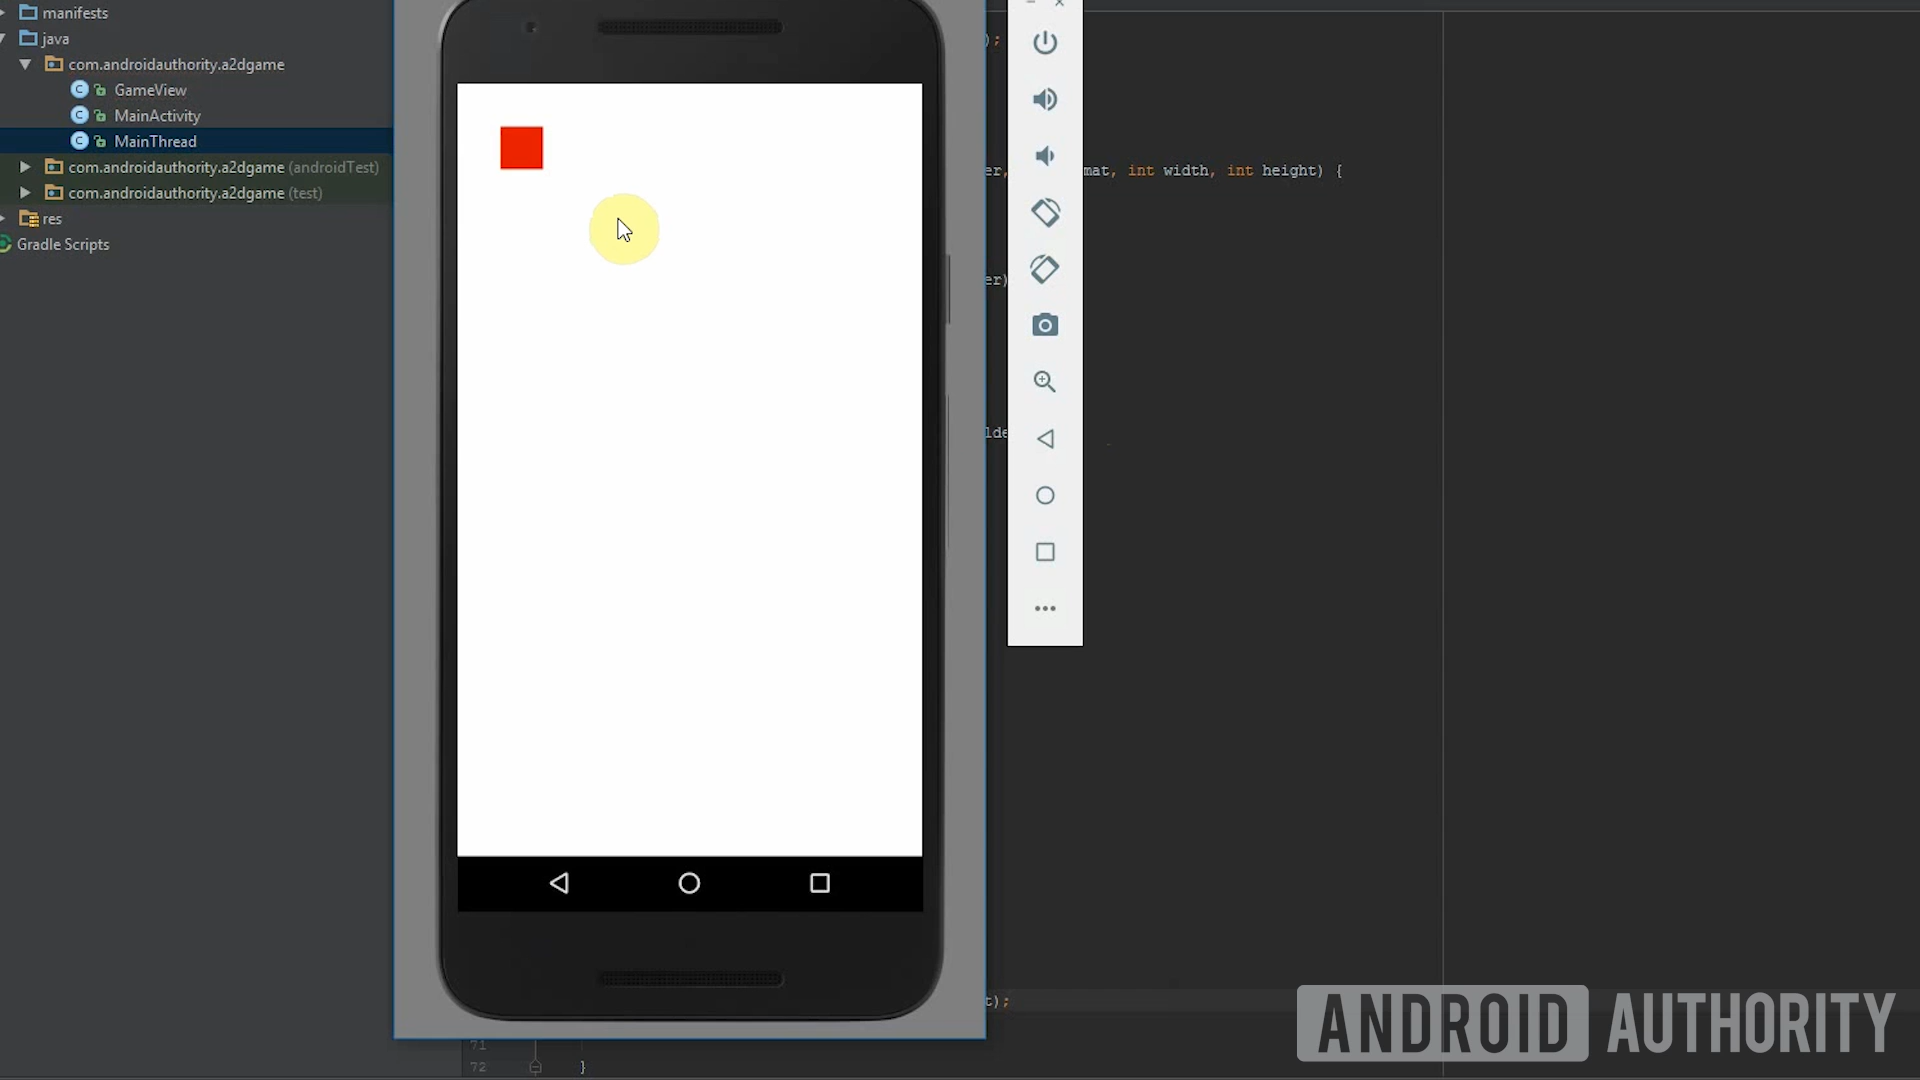 manifests
java
com.androidauthority.a2dgame
GameView
MainActivity
MainThread
com.androidauthority.a2dgame (androidTest)
com.androidauthority.a2dgame (test)
res
Gradle Scripts
);
er,
mat, int width, int height) {
er)
lde
t);
71
72 }
ANDROID AUTHORITY